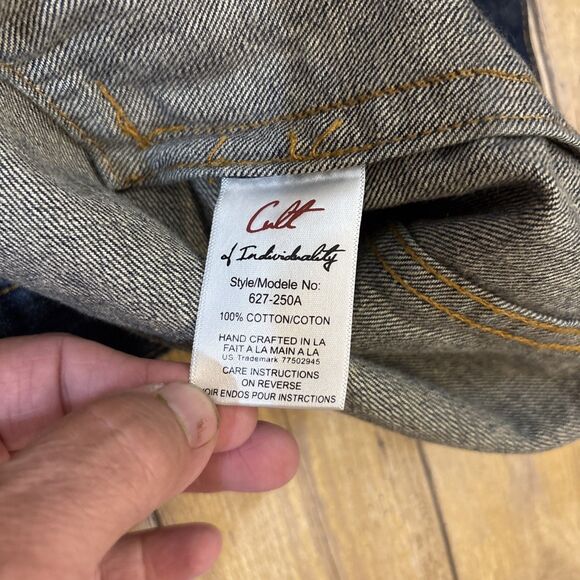 Cult
of Individuality
Style/Modele No:
627-250A
100% COTTON/COTON
HAND CRAFTED IN LA
FAIT A LA MAIN A LA
US. Trademark 77502945
CARE INSTRUCTIONS
ON REVERSE
VOIR ENDOS POUR INSTRCTIONS